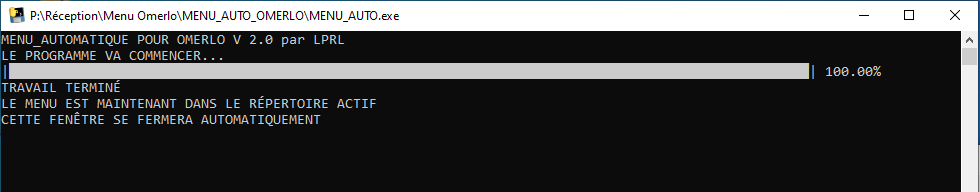 P:\Réception\Menu Omerlo\MENU_AUTO_OMERLO\MENU_AUTO.exe
MENU_AUTOMATIQUE POUR OMERLO V 2.0 par LPRL
LE PROGRAMME VA COMMENCER...
| | 100.00%
TRAVAIL TERMINÉ
LE MENU EST MAINTENANT DANS LE RÉPERTOIRE ACTIF
CETTE FENÊTRE SE FERMERA AUTOMATIQUEMENT